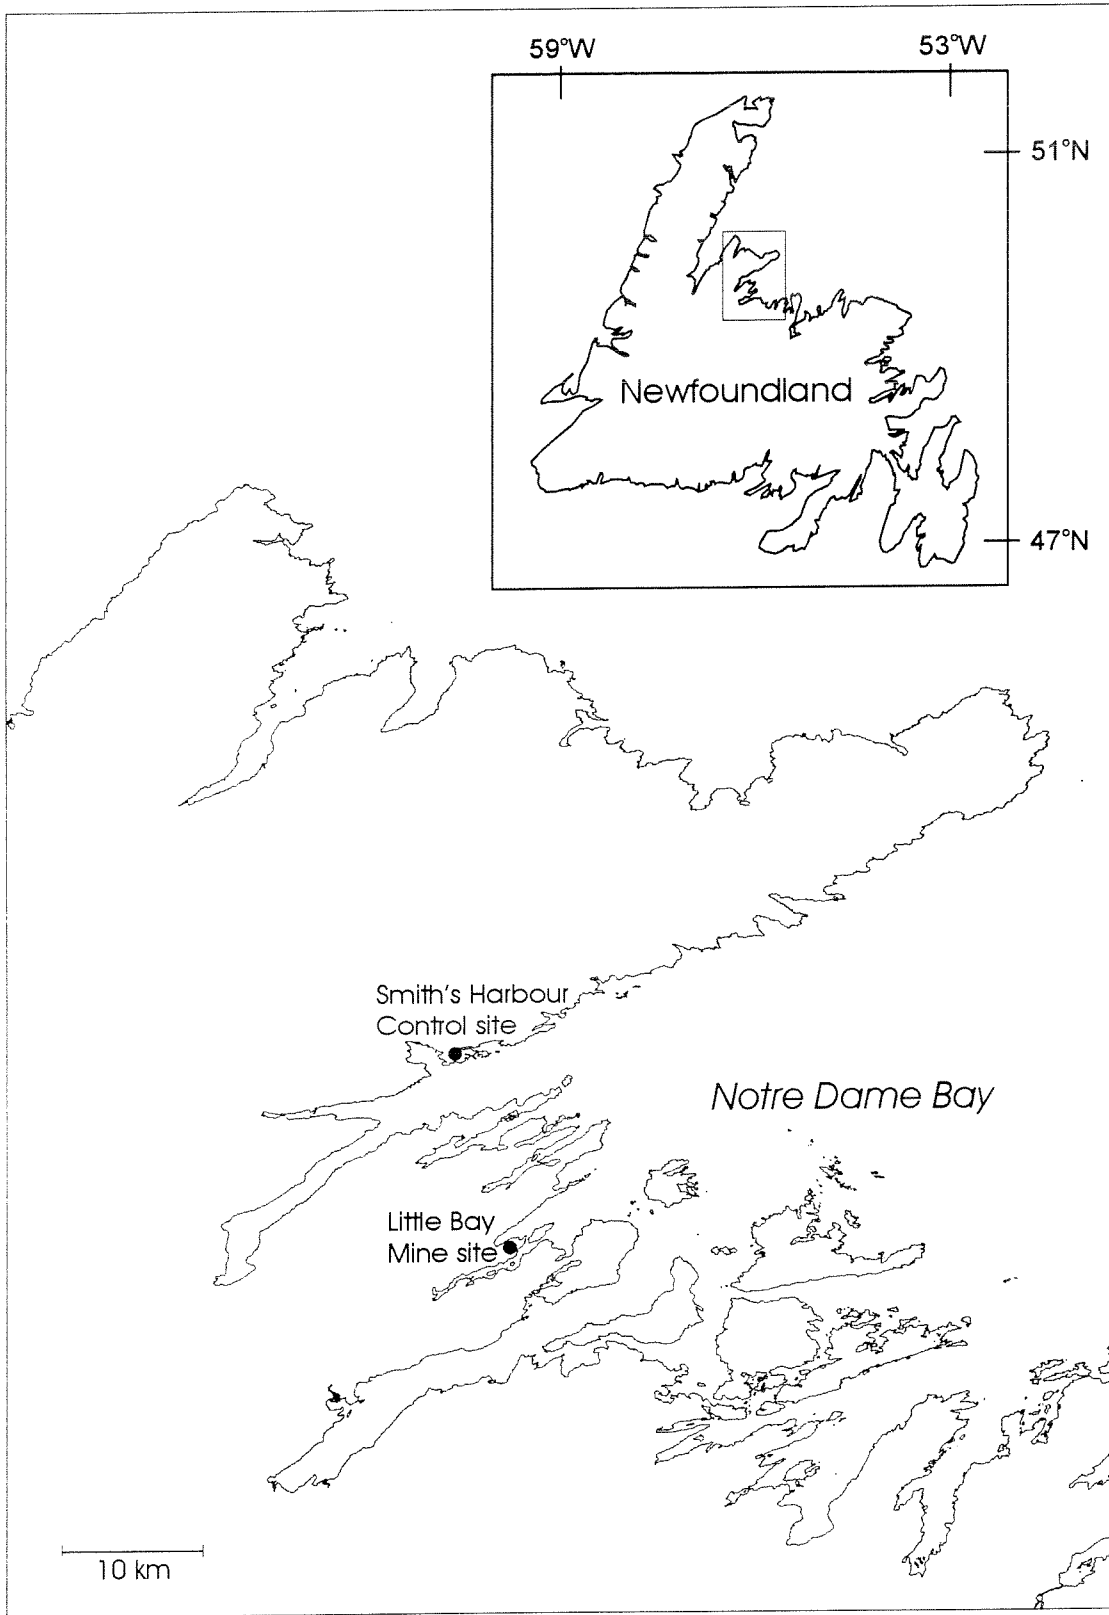 59°W
53°W
51°N
Newfoundland
47°N
Smith's Harbour
Control site
Notre Dame Bay
Little Bay
Mine site
10 km